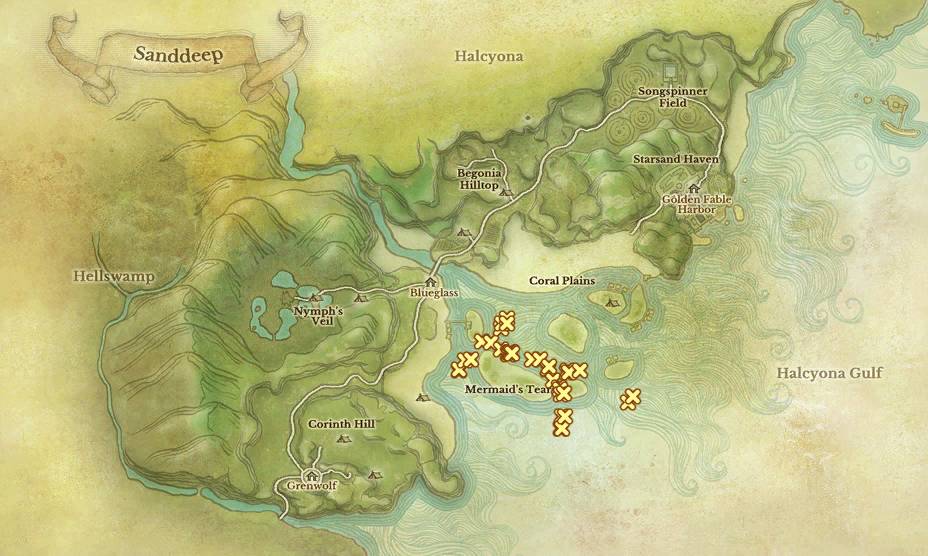 Sanddeep
Halcyona
Songspinner
Field
Starsand Haven
Begonia
Hilltop
Golden Fable
Harbor
Hellswamp
Coral Plains
Blueglass
Nymph's
Veil
Halcyona Gulf
Mermaid's Tear
Corinth Hill
Grenwolf